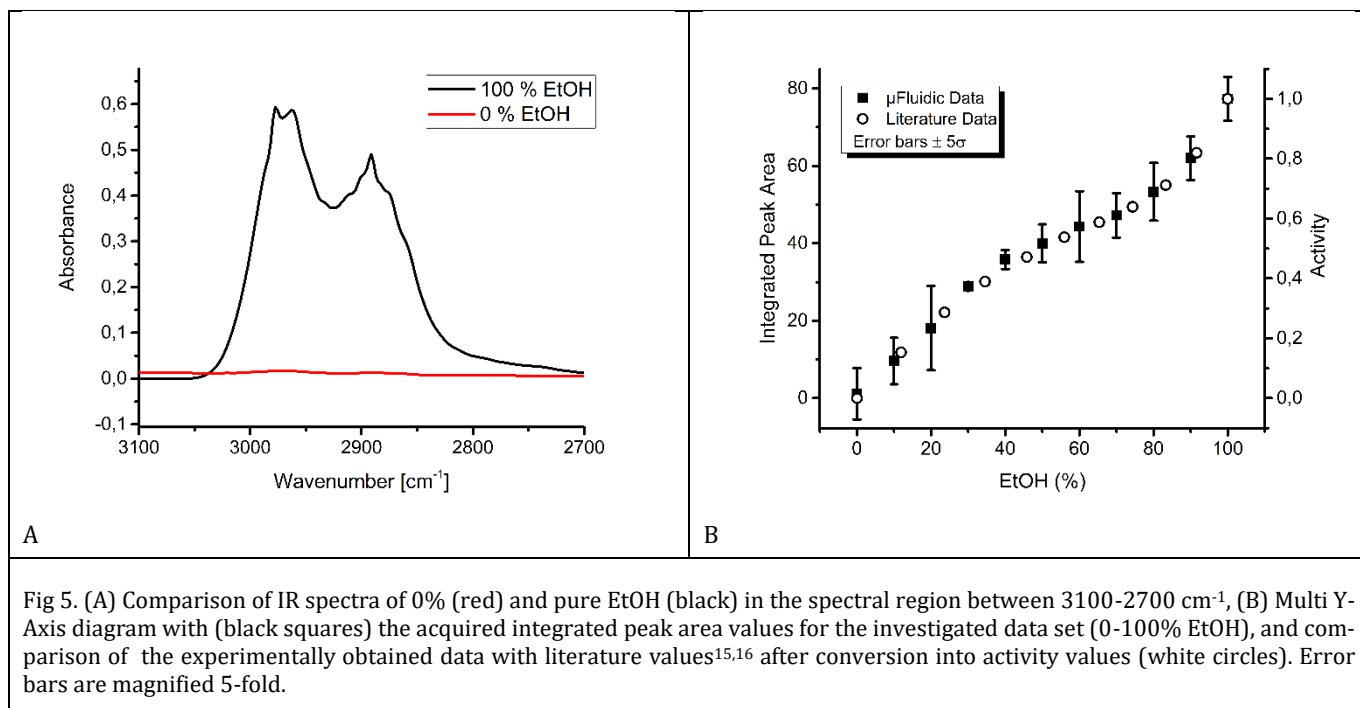 100 % EtOH
0 % EtOH
0,6
0,5
0,4
0,3
0,2
0,1
0,0
-0,1
Absorbance
3100
3000
2900
2800
2700
Wavenumber [cm⁻¹]
A
µFluidic Data
Literature Data
Error bars ± 5σ
80
60
40
20
0
Integrated Peak Area
1,0
0,8
0,6
0,4
0,2
0,0
Activity
0
20
40
60
80
100
EtOH (%)
B
Fig 5. (A) Comparison of IR spectra of 0% (red) and pure EtOH (black) in the spectral region between 3100-2700 cm⁻¹, (B) Multi Y-
Axis diagram with (black squares) the acquired integrated peak area values for the investigated data set (0-100% EtOH), and com-
parison of the experimentally obtained data with literature values¹⁵,¹⁶ after conversion into activity values (white circles). Error
bars are magnified 5-fold.